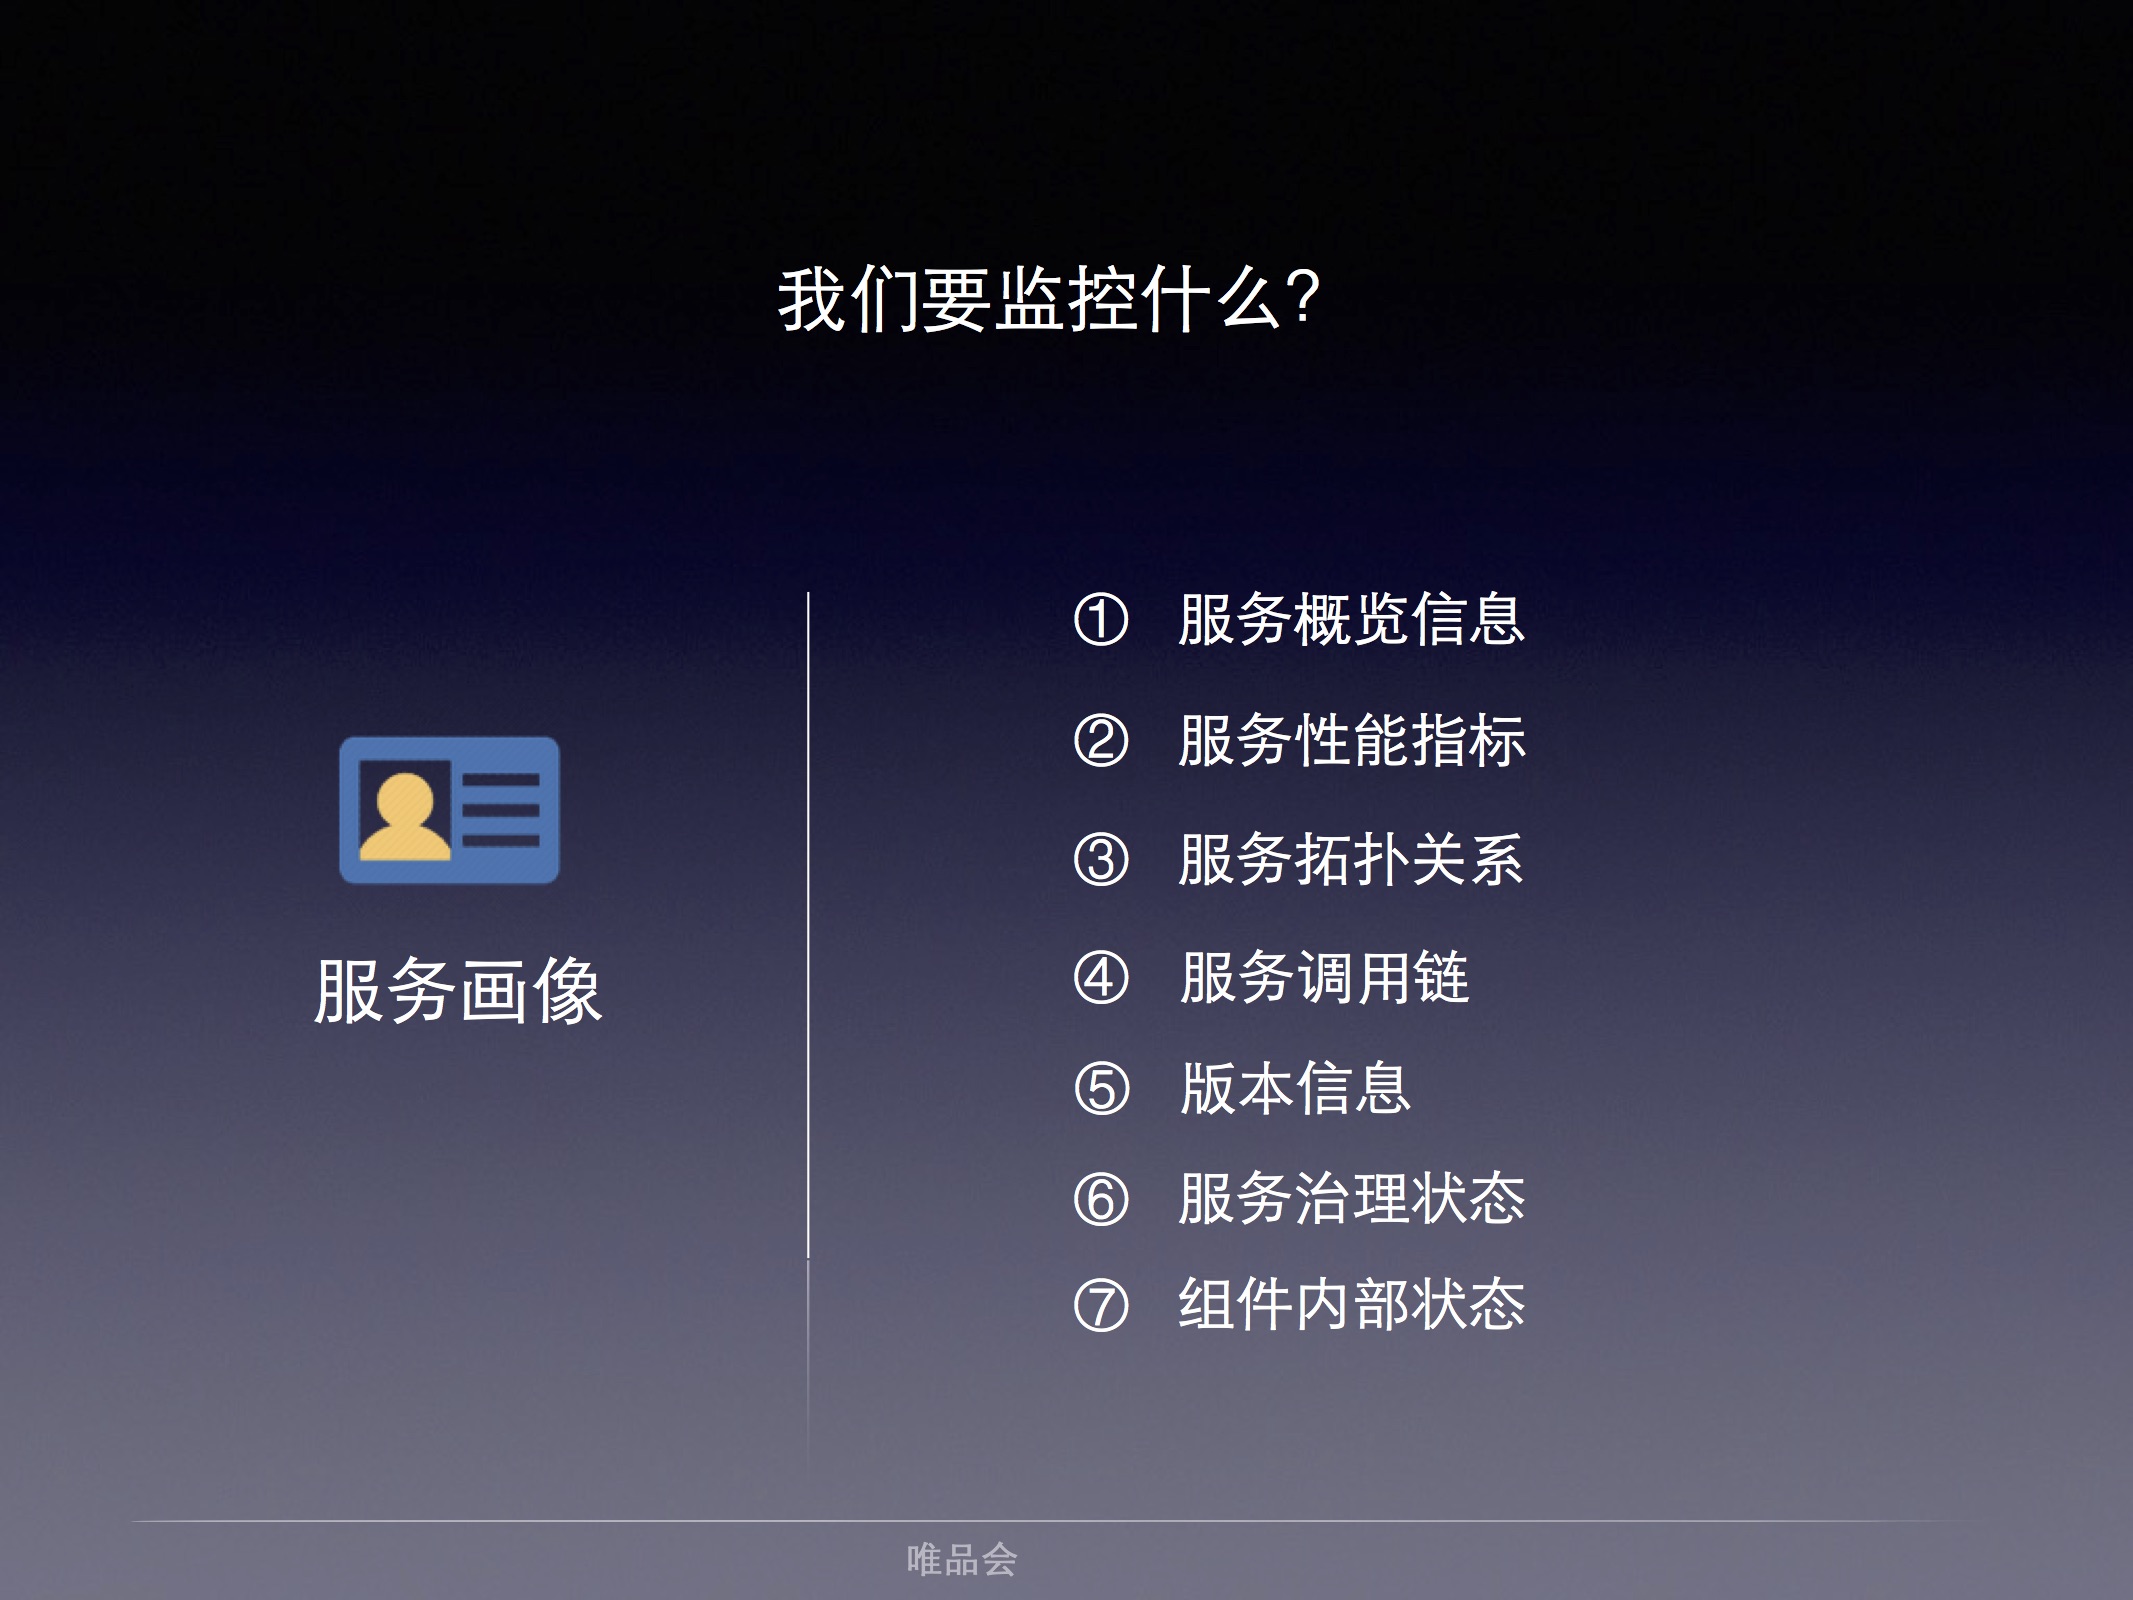 我们要监控什么?
服务画像
① 服务概览信息
② 服务性能指标
③ 服务拓扑关系
④ 服务调用链
⑤ 版本信息
⑥ 服务治理状态
⑦ 组件内部状态
唯品会